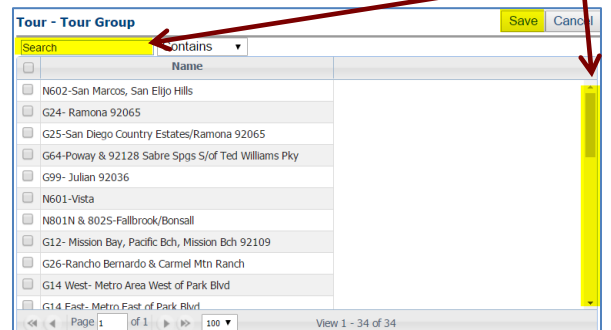 Tour - Tour Group Save Cancel
Search Contains
Name
N602-San Marcos, San Elijo Hills
G24- Ramona 92065
G25-San Diego Country Estates/Ramona 92065
G64-Poway & 92128 Sabre Spgs S/of Ted Williams Pky
G99- Julian 92036
N601-Vista
N801N & 802S-Fallbrook/Bonsall
G12- Mission Bay, Pacific Bch, Mission Bch 92109
G26-Rancho Bernardo & Carmel Mtn Ranch
G14 West- Metro Area West of Park Blvd
G14 East- Metro East of Park Blvd
Page 1 of 1 100 View 1 - 34 of 34